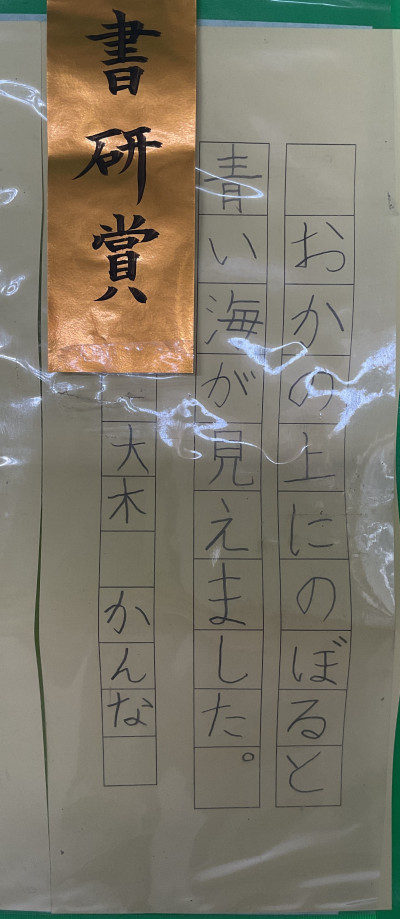 おかの上にのぼると
青い海が見えました。
書研賞
大木 かんな